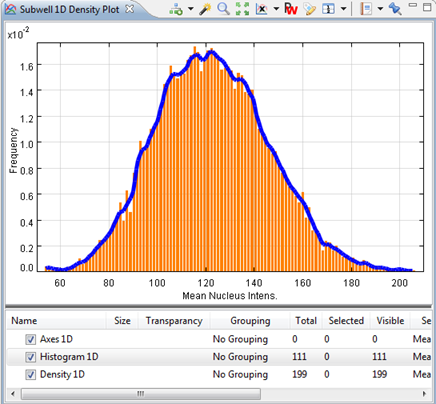 Subwell 1D Density Plot
x10⁻²
1.6
1.4
1.2
1.0
0.8
0.6
0.4
0.2
0.0
Frequency
60 80 100 120 140 160 180 200
Mean Nucleus Intens.
Name Size Transparency Grouping Total Selected Visible Se
Axes 1D No Grouping 0 0 0 Mea
Histogram 1D No Grouping 111 0 111 Mea
Density 1D No Grouping 199 0 199 Mea